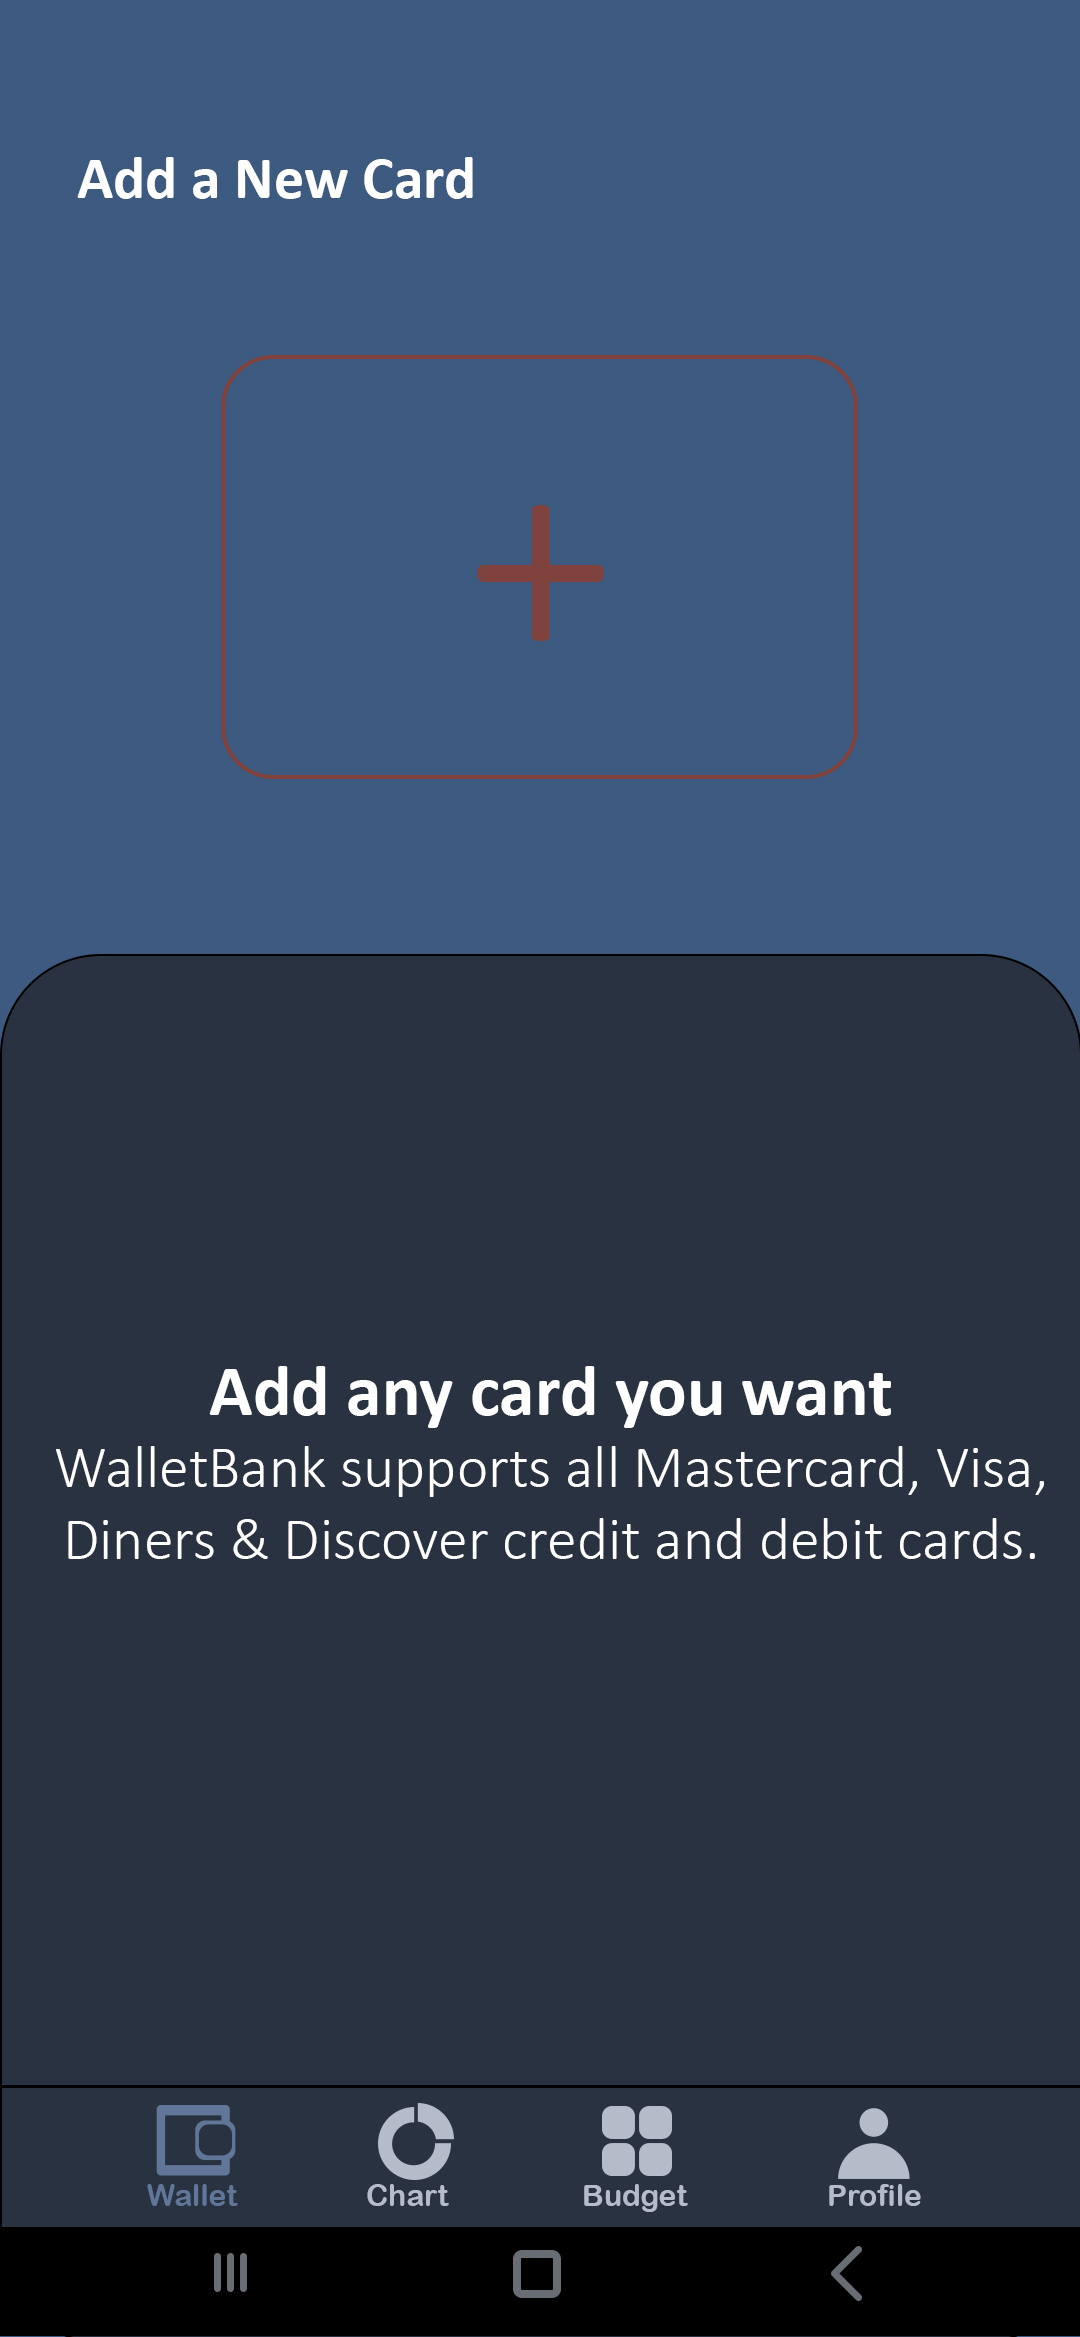 Add a New Card
Add any card you want
WalletBank supports all Mastercard, Visa,
Diners & Discover credit and debit cards.
Wallet
Chart
Budget
Profile